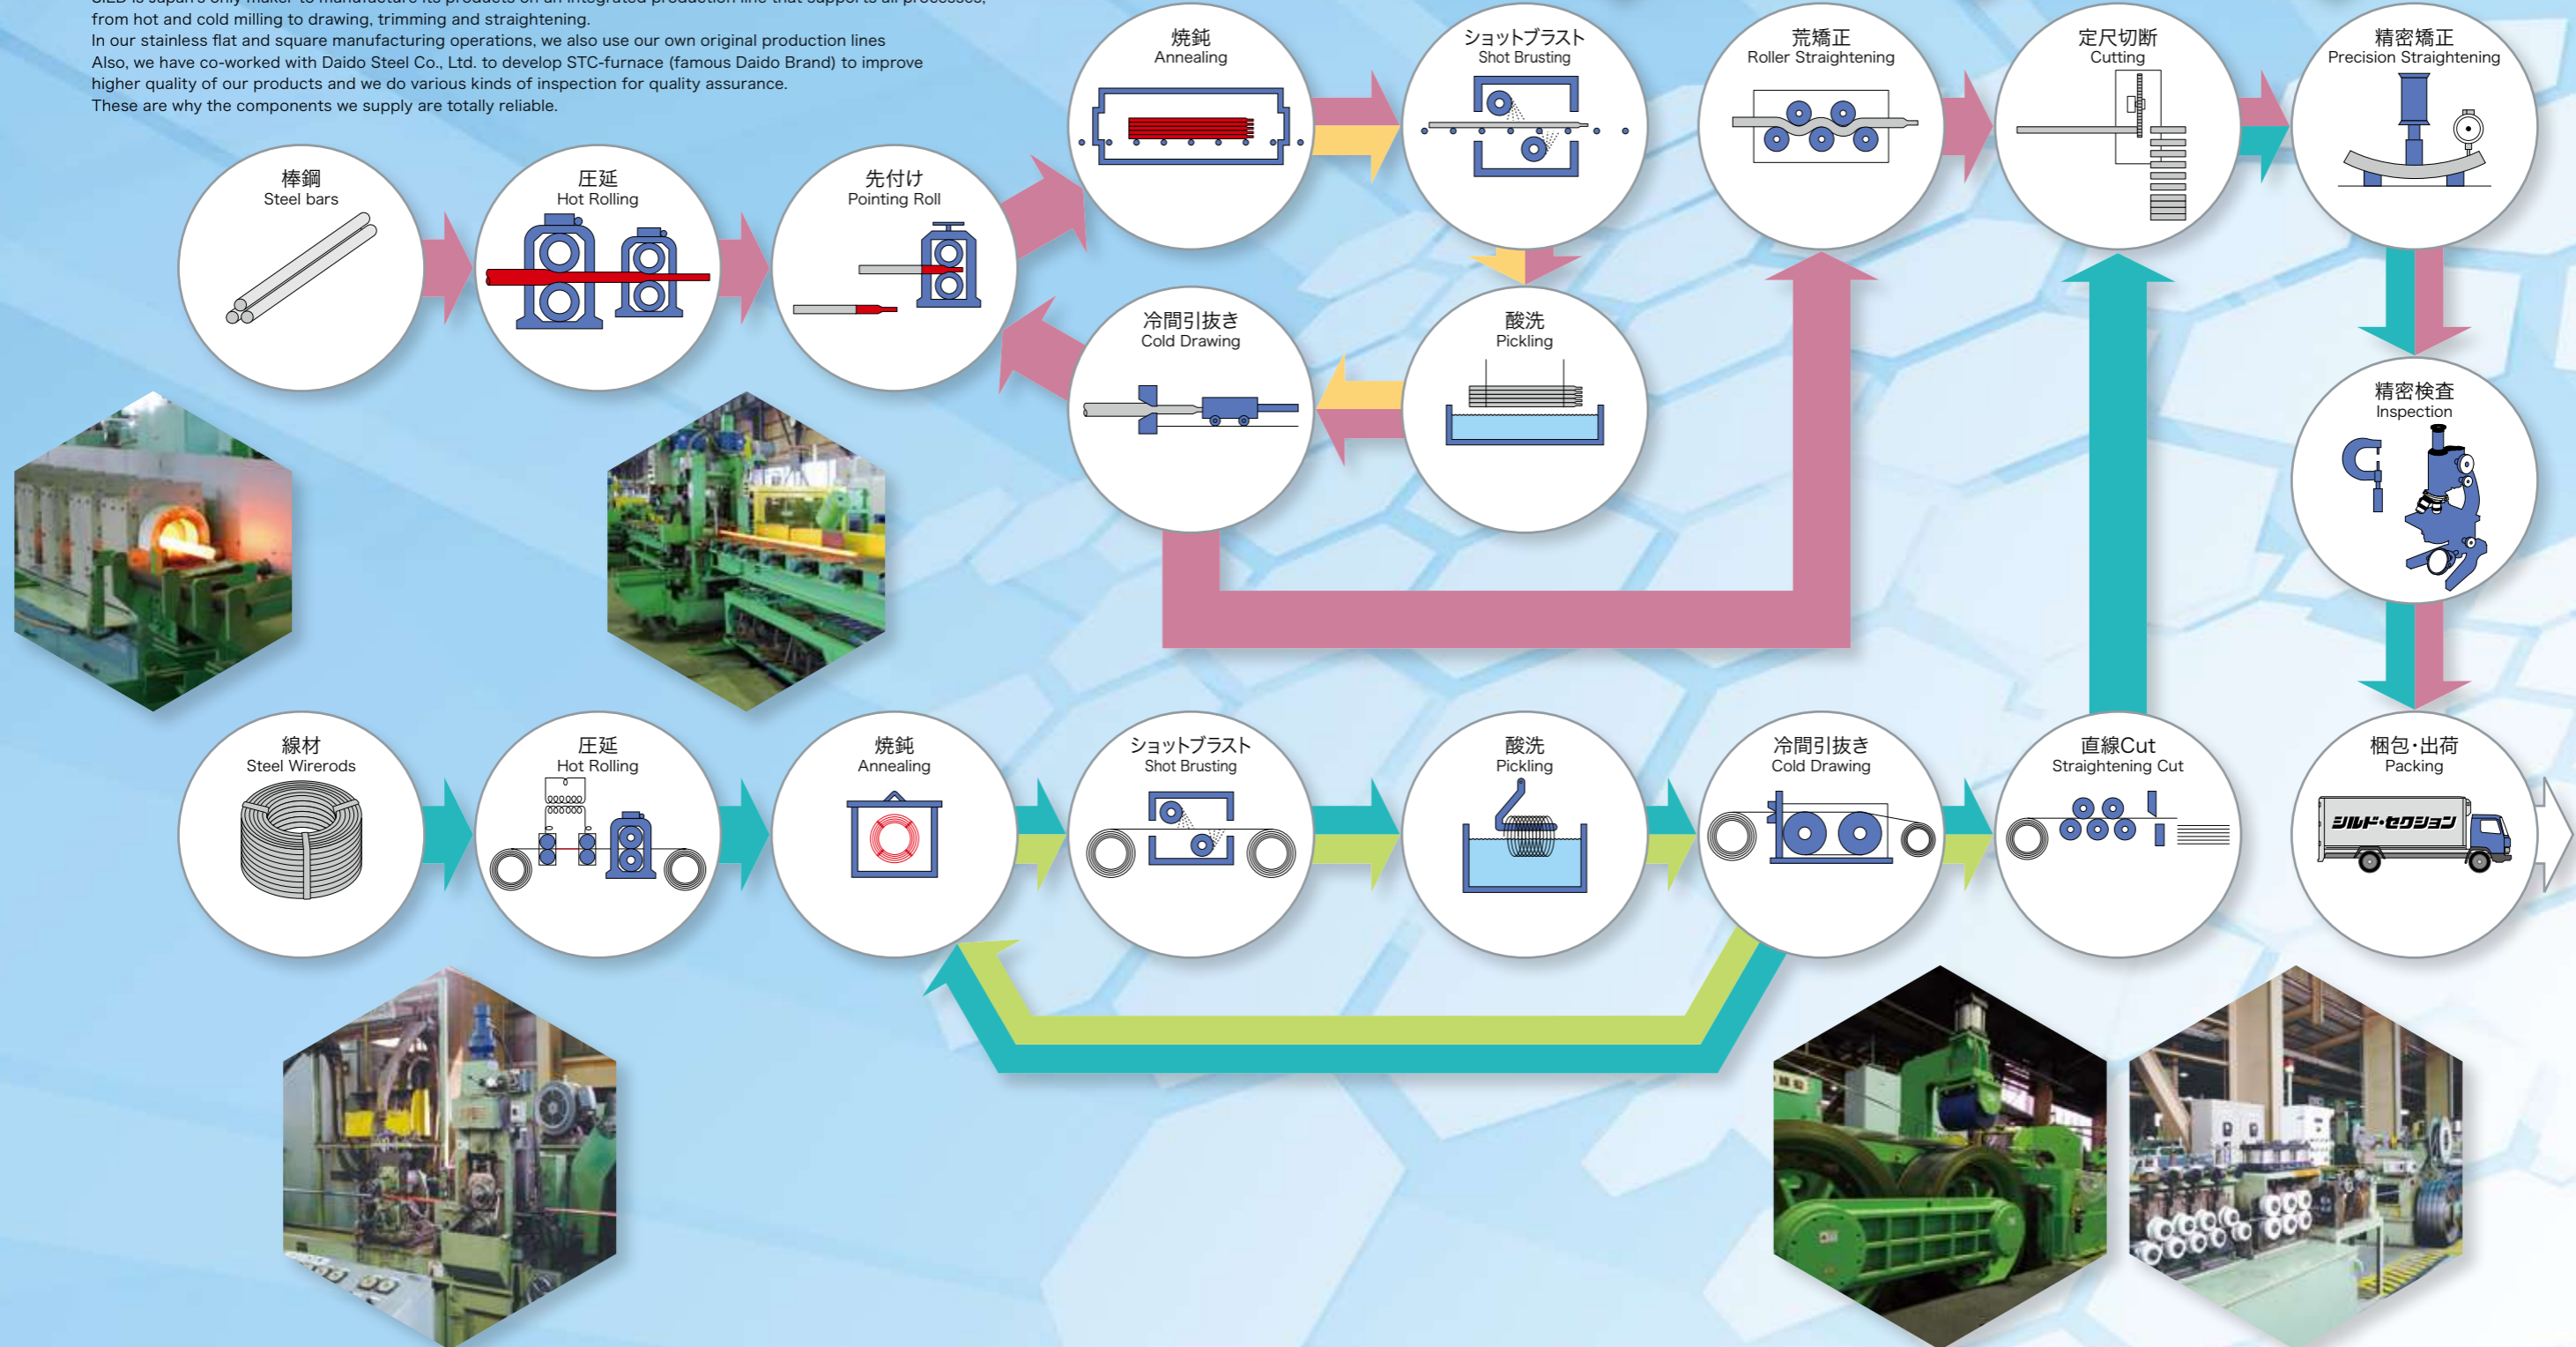 from hot and cold milling to drawing, trimming and straightening.
In our stainless flat and square manufacturing operations, we also use our own original production lines
Also, we have co-worked with Daido Steel Co., Ltd. to develop STC-furnace (famous Daido Brand) to improve
higher quality of our products and we do various kinds of inspection for quality assurance.
These are why the components we supply are totally reliable.
焼鈍
Annealing
ショットブラスト
Shot Brusting
荒矯正
Roller Straightening
定尺切断
Cutting
精密矯正
Precision Straightening
棒鋼
Steel bars
圧延
Hot Rolling
先付け
Pointing Roll
冷間引抜き
Cold Drawing
酸洗
Pickling
精密検査
Inspection
線材
Steel Wirerods
圧延
Hot Rolling
焼鈍
Annealing
ショットブラスト
Shot Brusting
酸洗
Pickling
冷間引抜き
Cold Drawing
直線Cut
Straightening Cut
梱包・出荷
Packing
シルド・セクション